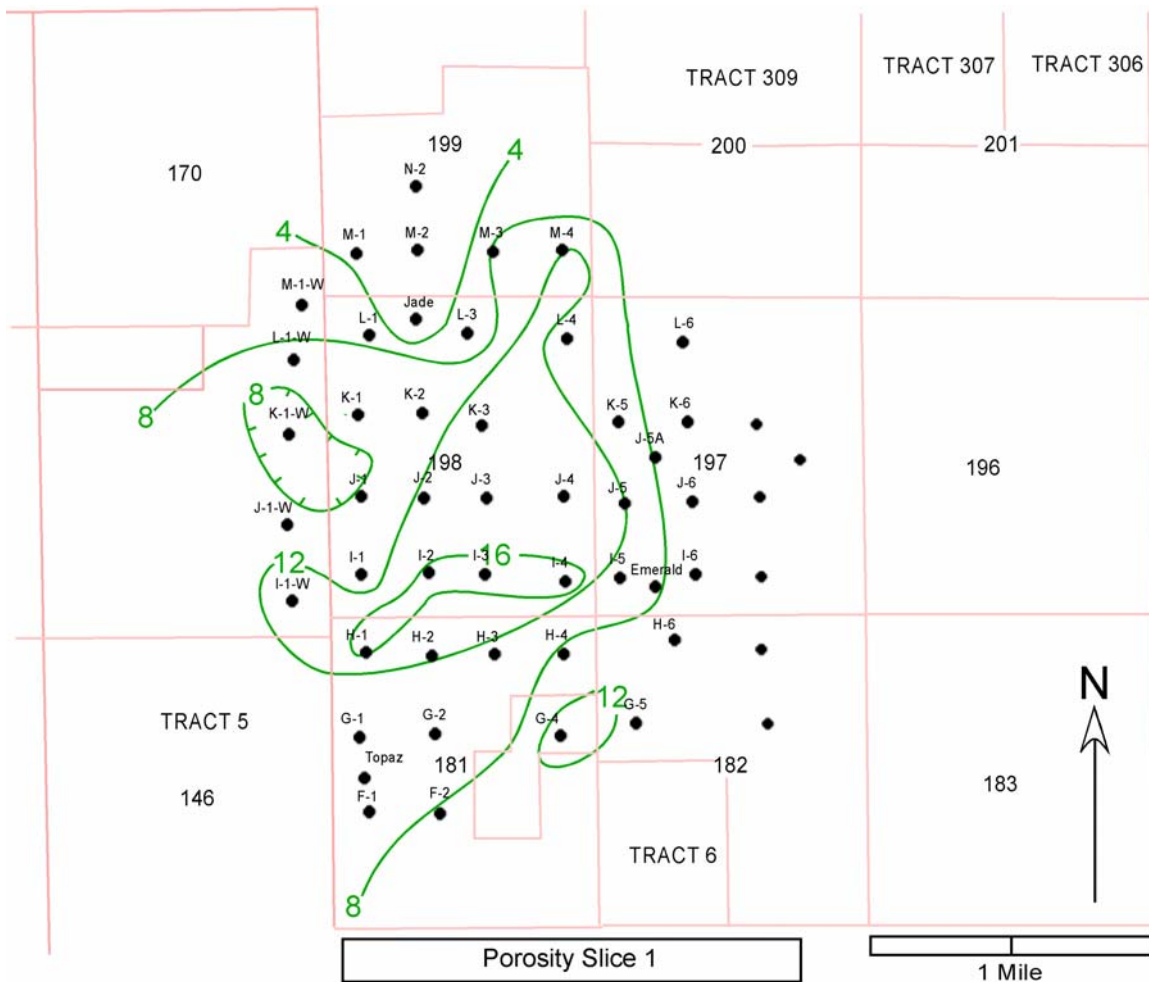 TRACT 309
TRACT 307
TRACT 306
199
200
201
170
4
N-2
4
M-1
M-2
M-3
M-4
M-1-W
Jade
L-1
L-3
L-4
L-6
L-1-W
8
8
K-1-W
K-1
K-2
K-3
K-5
K-6
J-5A
198
197
196
J-1
J-2
J-3
J-4
J-5
J-6
J-1-W
12
I-1
I-2
I-3
16
I-4
I-5
I-6
Emerald
I-1-W
H-1
H-2
H-3
H-4
H-6
N
12
TRACT 5
G-1
G-2
G-4
G-5
Topaz
181
182
183
146
F-1
F-2
TRACT 6
8
Porosity Slice 1
1 Mile